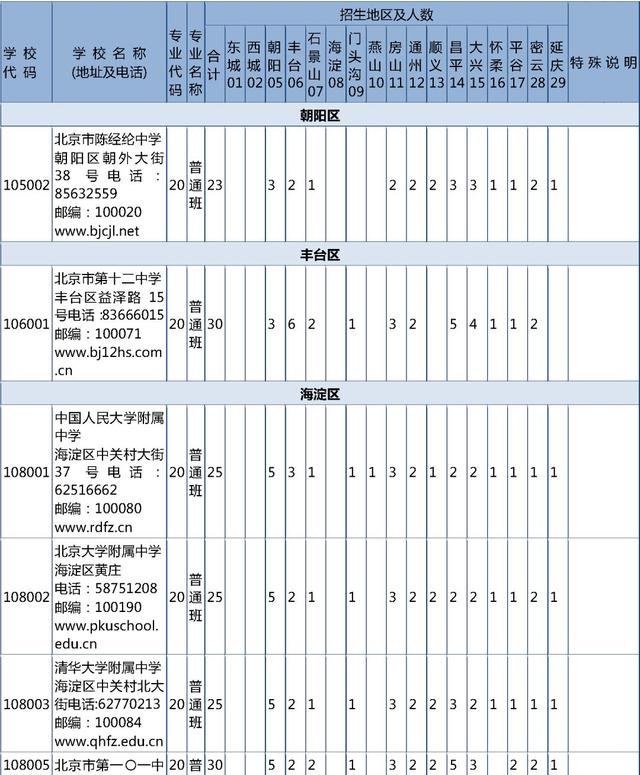 招生地区及人数
学校代码 学校名称 (地址及电话) 专业代码 专业名称 合计 东城01 西城02 朝阳05 丰台06 石景山07 海淀08 门头沟09 燕山10 房山11 通州12 顺义13 昌平14 大兴15 怀柔16 平谷17 密云28 延庆29 特殊说明
朝阳区
北京市陈经纶中学
朝阳区朝外大街
38 号电话：
105002 85632559 20 普通班 23 3 2 1 2 2 2 3 3 1 1 2 1
邮编：100020
www.bjcjl.net
丰台区
北京市第十二中学
丰台区益泽路 15
号电话:83666015
106001 邮编：100071 20 普通班 30 3 6 2 1 3 2 5 4 1 1 2
www.bj12hs.com
.cn
海淀区
中国人民大学附属
中学
海淀区中关村大街
108001 37 号电话： 20 普通班 25 5 3 1 1 1 3 2 1 2 2 1 1 1 1
62516662
邮编：100080
www.rdfz.cn
北京大学附属中学
海淀区黄庄
电话：58751208
108002 邮编：100190 20 普通班 25 5 2 1 1 3 2 2 2 2 1 1 2 1
www.pkuschool.
edu.cn
清华大学附属中学
海淀区中关村北大
108003 街电话:62770213 20 普通班 25 5 2 1 1 3 2 2 3 2 1 1 1 1
邮编：100084
www.qhfz.edu.cn
108005 北京市第一〇一中 20 普 30 5 2 2 1 3 2 2 5 3 2 2 1